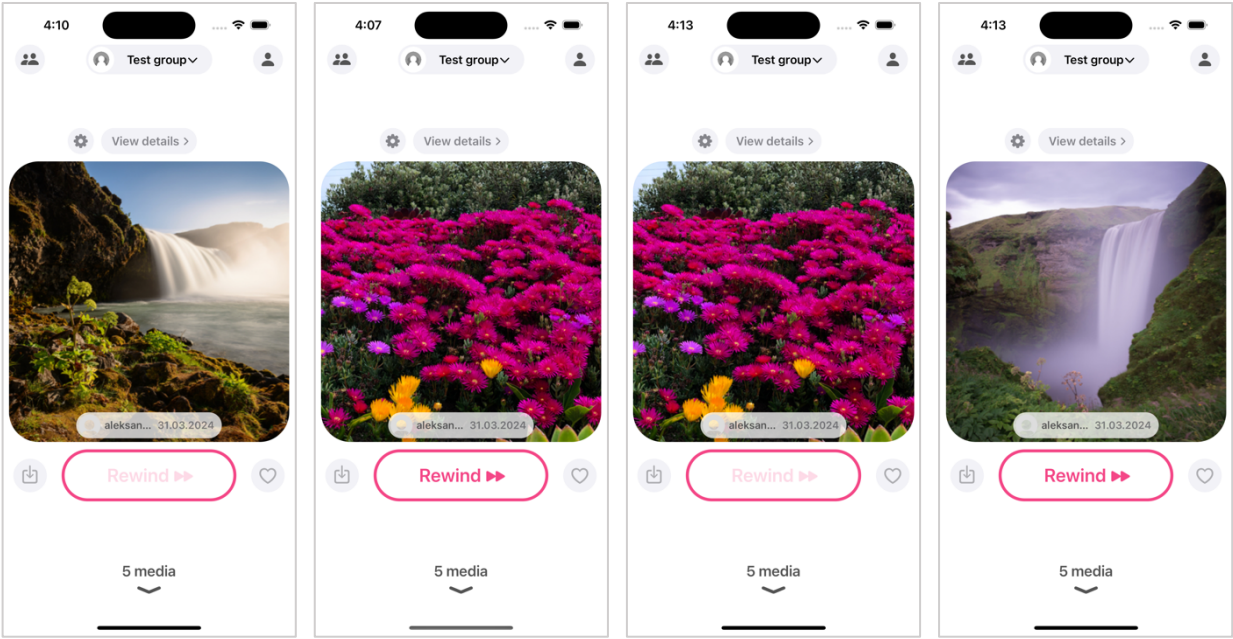 4:10
Test group
View details >
aleksan... 31.03.2024
Rewind
5 media
4:07
Test group
View details >
aleksan... 31.03.2024
Rewind
5 media
4:13
Test group
View details >
aleksan... 31.03.2024
Rewind
5 media
4:13
Test group
View details >
aleksan... 31.03.2024
Rewind
5 media